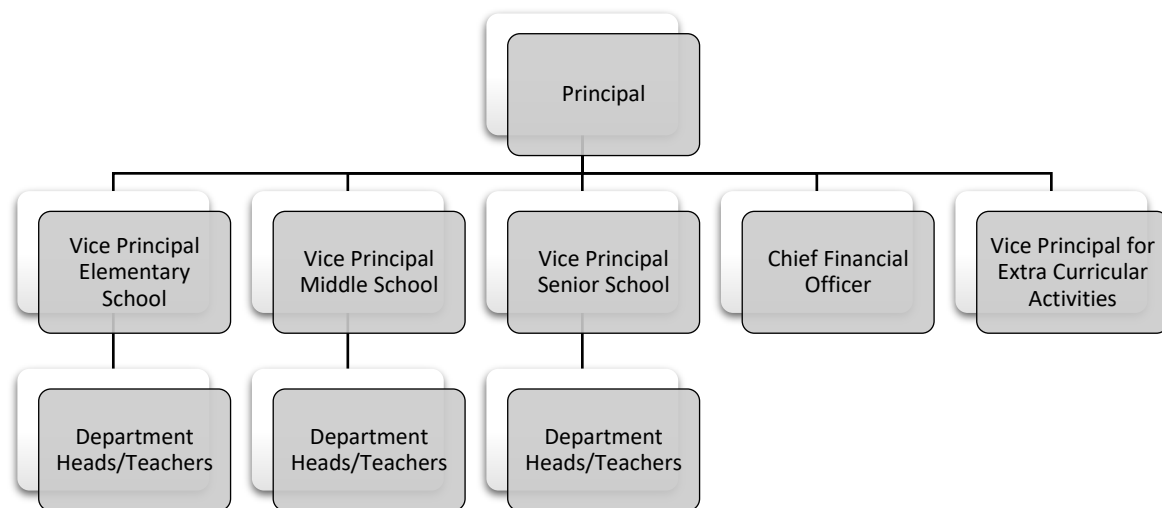 Principal
Vice Principal
Elementary
School
Vice Principal
Middle School
Vice Principal
Senior School
Chief Financial
Officer
Vice Principal for
Extra Curricular
Activities
Department
Heads/Teachers
Department
Heads/Teachers
Department
Heads/Teachers